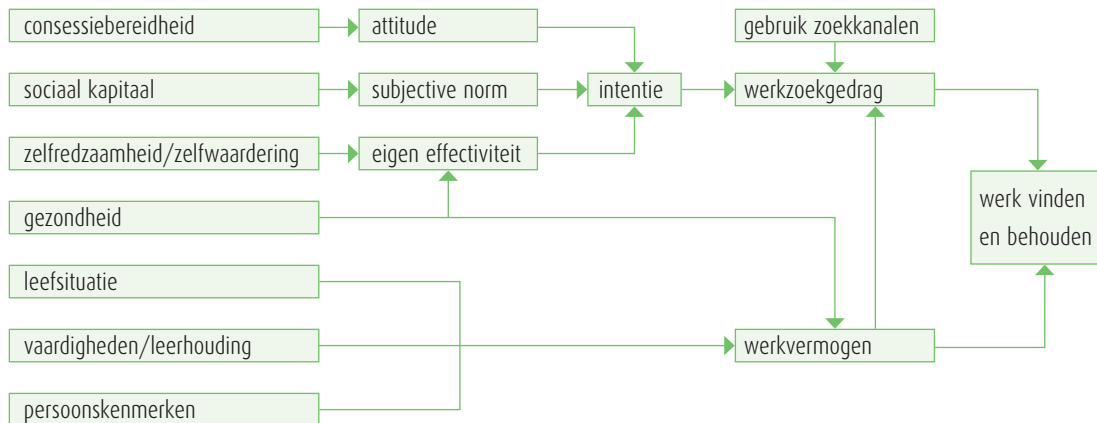 consessiebereidheid
attitude
gebruik zoekkanalen
sociaal kapitaal
subjective norm
intentie
werkzoekgedrag
zelfredzaamheid/zelfwaardering
eigen effectiviteit
werk vinden
en behouden
gezondheid
leefsituatie
vaardigheden/leerhouding
werkvermogen
persoonskenmerken